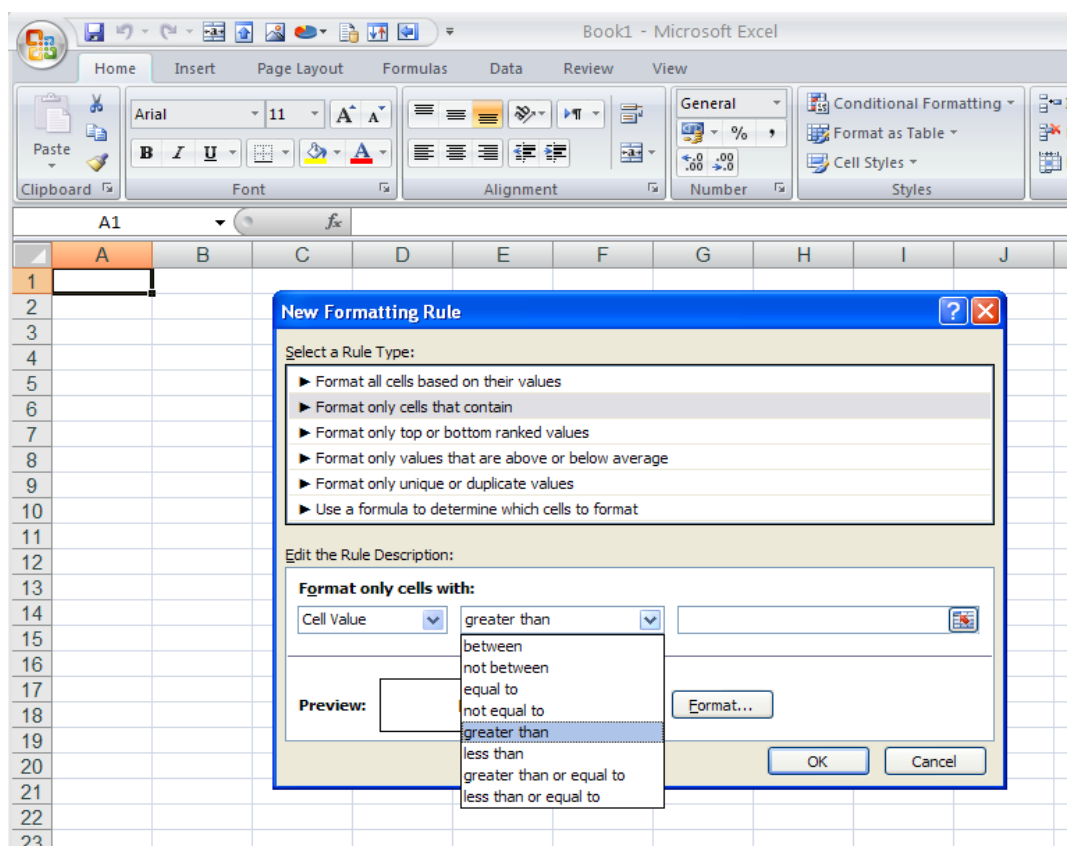 Book1 - Microsoft Excel
Home Insert Page Layout Formulas Data Review View
Paste
Arial 11 A A
B I U A
General
% ,
.0 .00
.00 .0
Conditional Formatting
Format as Table
Cell Styles
Clipboard Font Alignment Number Styles
A1 fx
A B C D E F G H I J
1
2
3
4
5
6
7
8
9
10
11
12
13
14
15
16
17
18
19
20
21
22
23
New Formatting Rule ?
Select a Rule Type:
► Format all cells based on their values
► Format only cells that contain
► Format only top or bottom ranked values
► Format only values that are above or below average
► Format only unique or duplicate values
► Use a formula to determine which cells to format
Edit the Rule Description:
Format only cells with:
Cell Value greater than
between
not between
equal to
not equal to
greater than
less than
greater than or equal to
less than or equal to
Preview: Format...
OK Cancel